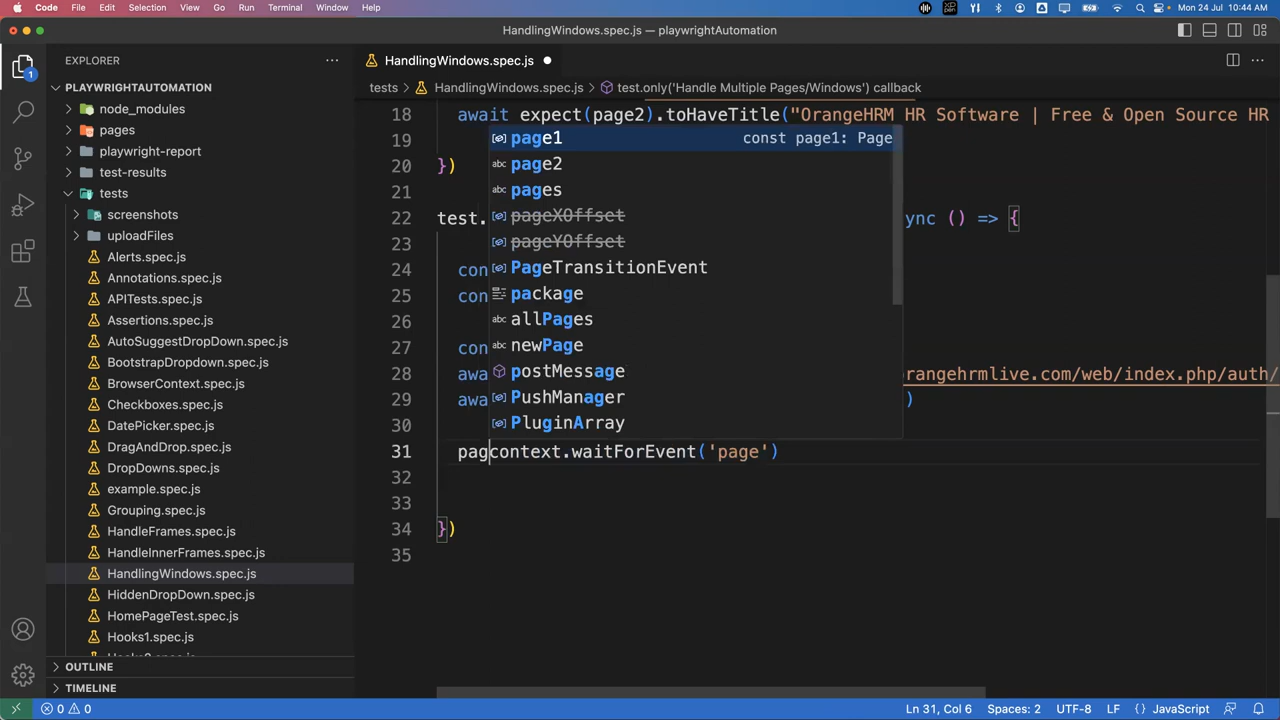 Code File Edit Selection View Go Run Terminal Window Help
Mon 24 Jul 10:44 AM
HandlingWindows.spec.js — playwrightAutomation
EXPLORER
HandlingWindows.spec.js
PLAYWRIGHTAUTOMATION
tests HandlingWindows.spec.js test.only('Handle Multiple Pages/Windows') callback
node_modules
pages
playwright-report
test-results
tests
screenshots
uploadFiles
Alerts.spec.js
Annotations.spec.js
APITests.spec.js
Assertions.spec.js
AutoSuggestDropDown.spec.js
BootstrapDropdown.spec.js
BrowserContext.spec.js
Checkboxes.spec.js
DatePicker.spec.js
DragAndDrop.spec.js
DropDowns.spec.js
example.spec.js
Grouping.spec.js
HandleFrames.spec.js
HandleInnerFrames.spec.js
HandlingWindows.spec.js
HiddenDropDown.spec.js
HomePageTest.spec.js
Hooks1.spec.js
OUTLINE
TIMELINE
18 await expect(page2).toHaveTitle("OrangeHRM HR Software | Free & Open Source HR
19
20 })
21
22 test. ync () => {
23
24 con
25 con
26
27 con
28 awa orangehrmlive.com/web/index.php/auth/
29 awa )
30
31 pagcontext.waitForEvent('page')
32
33
34 })
35
page1 const page1: Page
page2
pages
pageXOffset
pageYOffset
PageTransitionEvent
package
allPages
newPage
postMessage
PushManager
PluginArray
0 0 Ln 31, Col 6 Spaces: 2 UTF-8 LF {} JavaScript